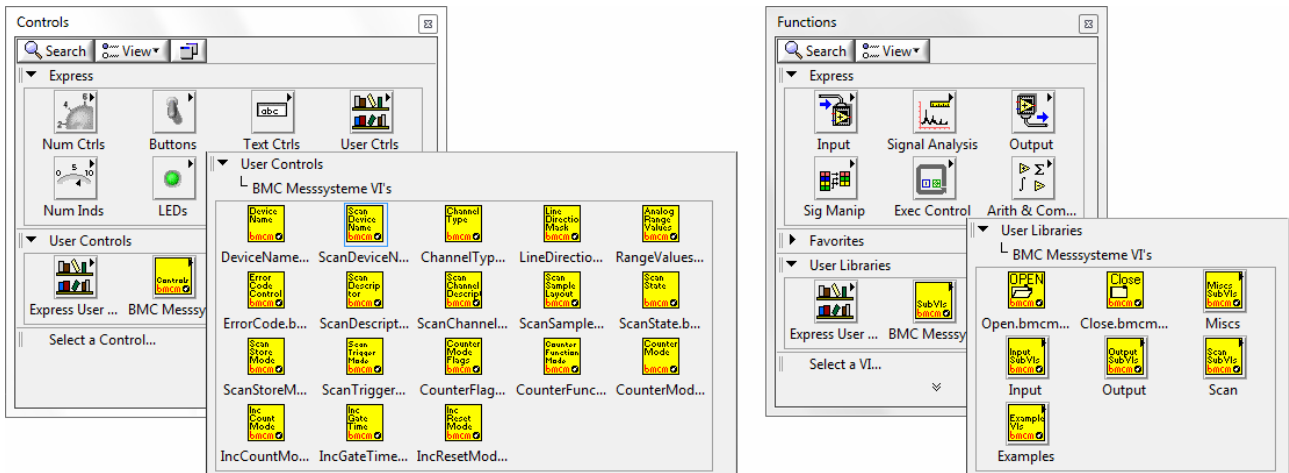 Controls
Search View
Express
abc
Num Ctrls Buttons Text Ctrls User Ctrls
0 5 10
Num Inds LEDs
User Controls
Controls
bmcm
Express User ... BMC Messsy
Select a Control...
User Controls
BMC Messsysteme VI's
Device Name bmcm
Scan Device Name bmcm
Channel Type bmcm
Line Directio Mask bmcm
Analog Range Values bmcm
DeviceName... ScanDeviceN... ChannelTyp... LineDirectio... RangeValues...
Error Code Control bmcm
Scan Descrip tor bmcm
Scan Channel Descript bmcm
Scan Sample Layout bmcm
Scan State bmcm
ErrorCode.b... ScanDescript... ScanChannel... ScanSample... ScanState.b...
Scan Store Mode bmcm
Scan Trigger Mode bmcm
Counter Mode Flags bmcm
Counter Function Mode bmcm
Counter Mode bmcm
ScanStoreM... ScanTrigger... CounterFlag... CounterFunc... CounterMod...
Inc Count Mode bmcm
Inc Gate Time bmcm
Inc Reset Mode bmcm
IncCountMo... IncGateTime... IncResetMod...
Functions
Search View
Express
Input Signal Analysis Output
Sig Manip Exec Control Arith & Com...
Favorites
User Libraries
SubVIs
bmcm
Express User ... BMC Messsy
Select a VI...
User Libraries
BMC Messsysteme VI's
OPEN bmcm
Close bmcm
Miscs SubVIs bmcm
Open.bmcm... Close.bmcm... Miscs
Input SubVIs bmcm
Output SubVIs bmcm
Scan SubVIs bmcm
Input Output Scan
Example VIs bmcm
Examples